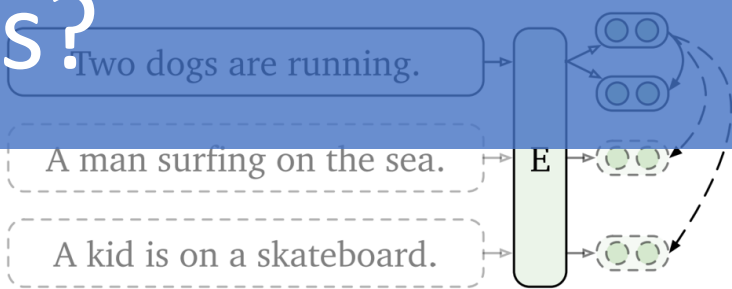 s?
Two dogs are running.
A man surfing on the sea.
E
A kid is on a skateboard.